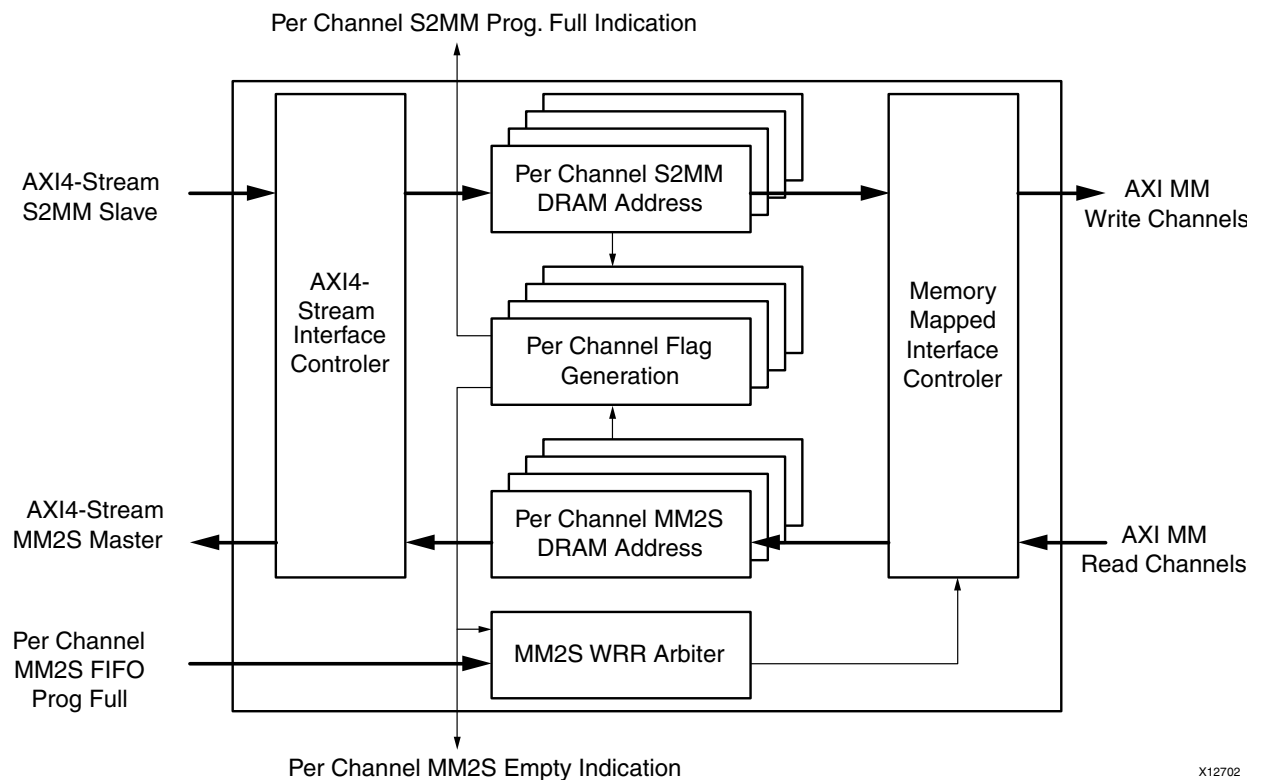 Per Channel S2MM Prog. Full Indication
AXI4-Stream
S2MM Slave
Per Channel S2MM
DRAM Address
AXI MM
Write Channels
AXI4-
Stream
Interface
Controler
Per Channel Flag
Generation
Memory
Mapped
Interface
Controler
AXI4-Stream
MM2S Master
Per Channel MM2S
DRAM Address
AXI MM
Read Channels
Per Channel
MM2S FIFO
Prog Full
MM2S WRR Arbiter
Per Channel MM2S Empty Indication
X12702